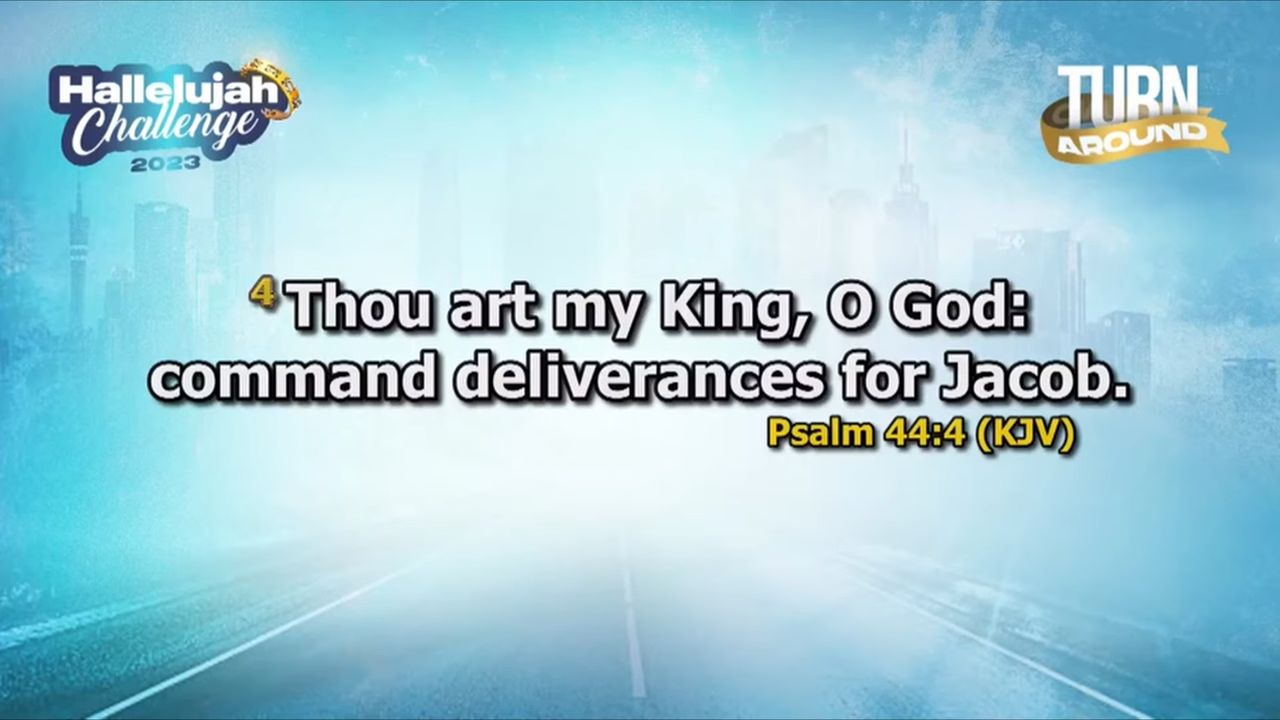 Hallelujah
Challenge
2023
TURN
AROUND
4 Thou art my King, O God:
command deliverances for Jacob.
Psalm 44:4 (KJV)